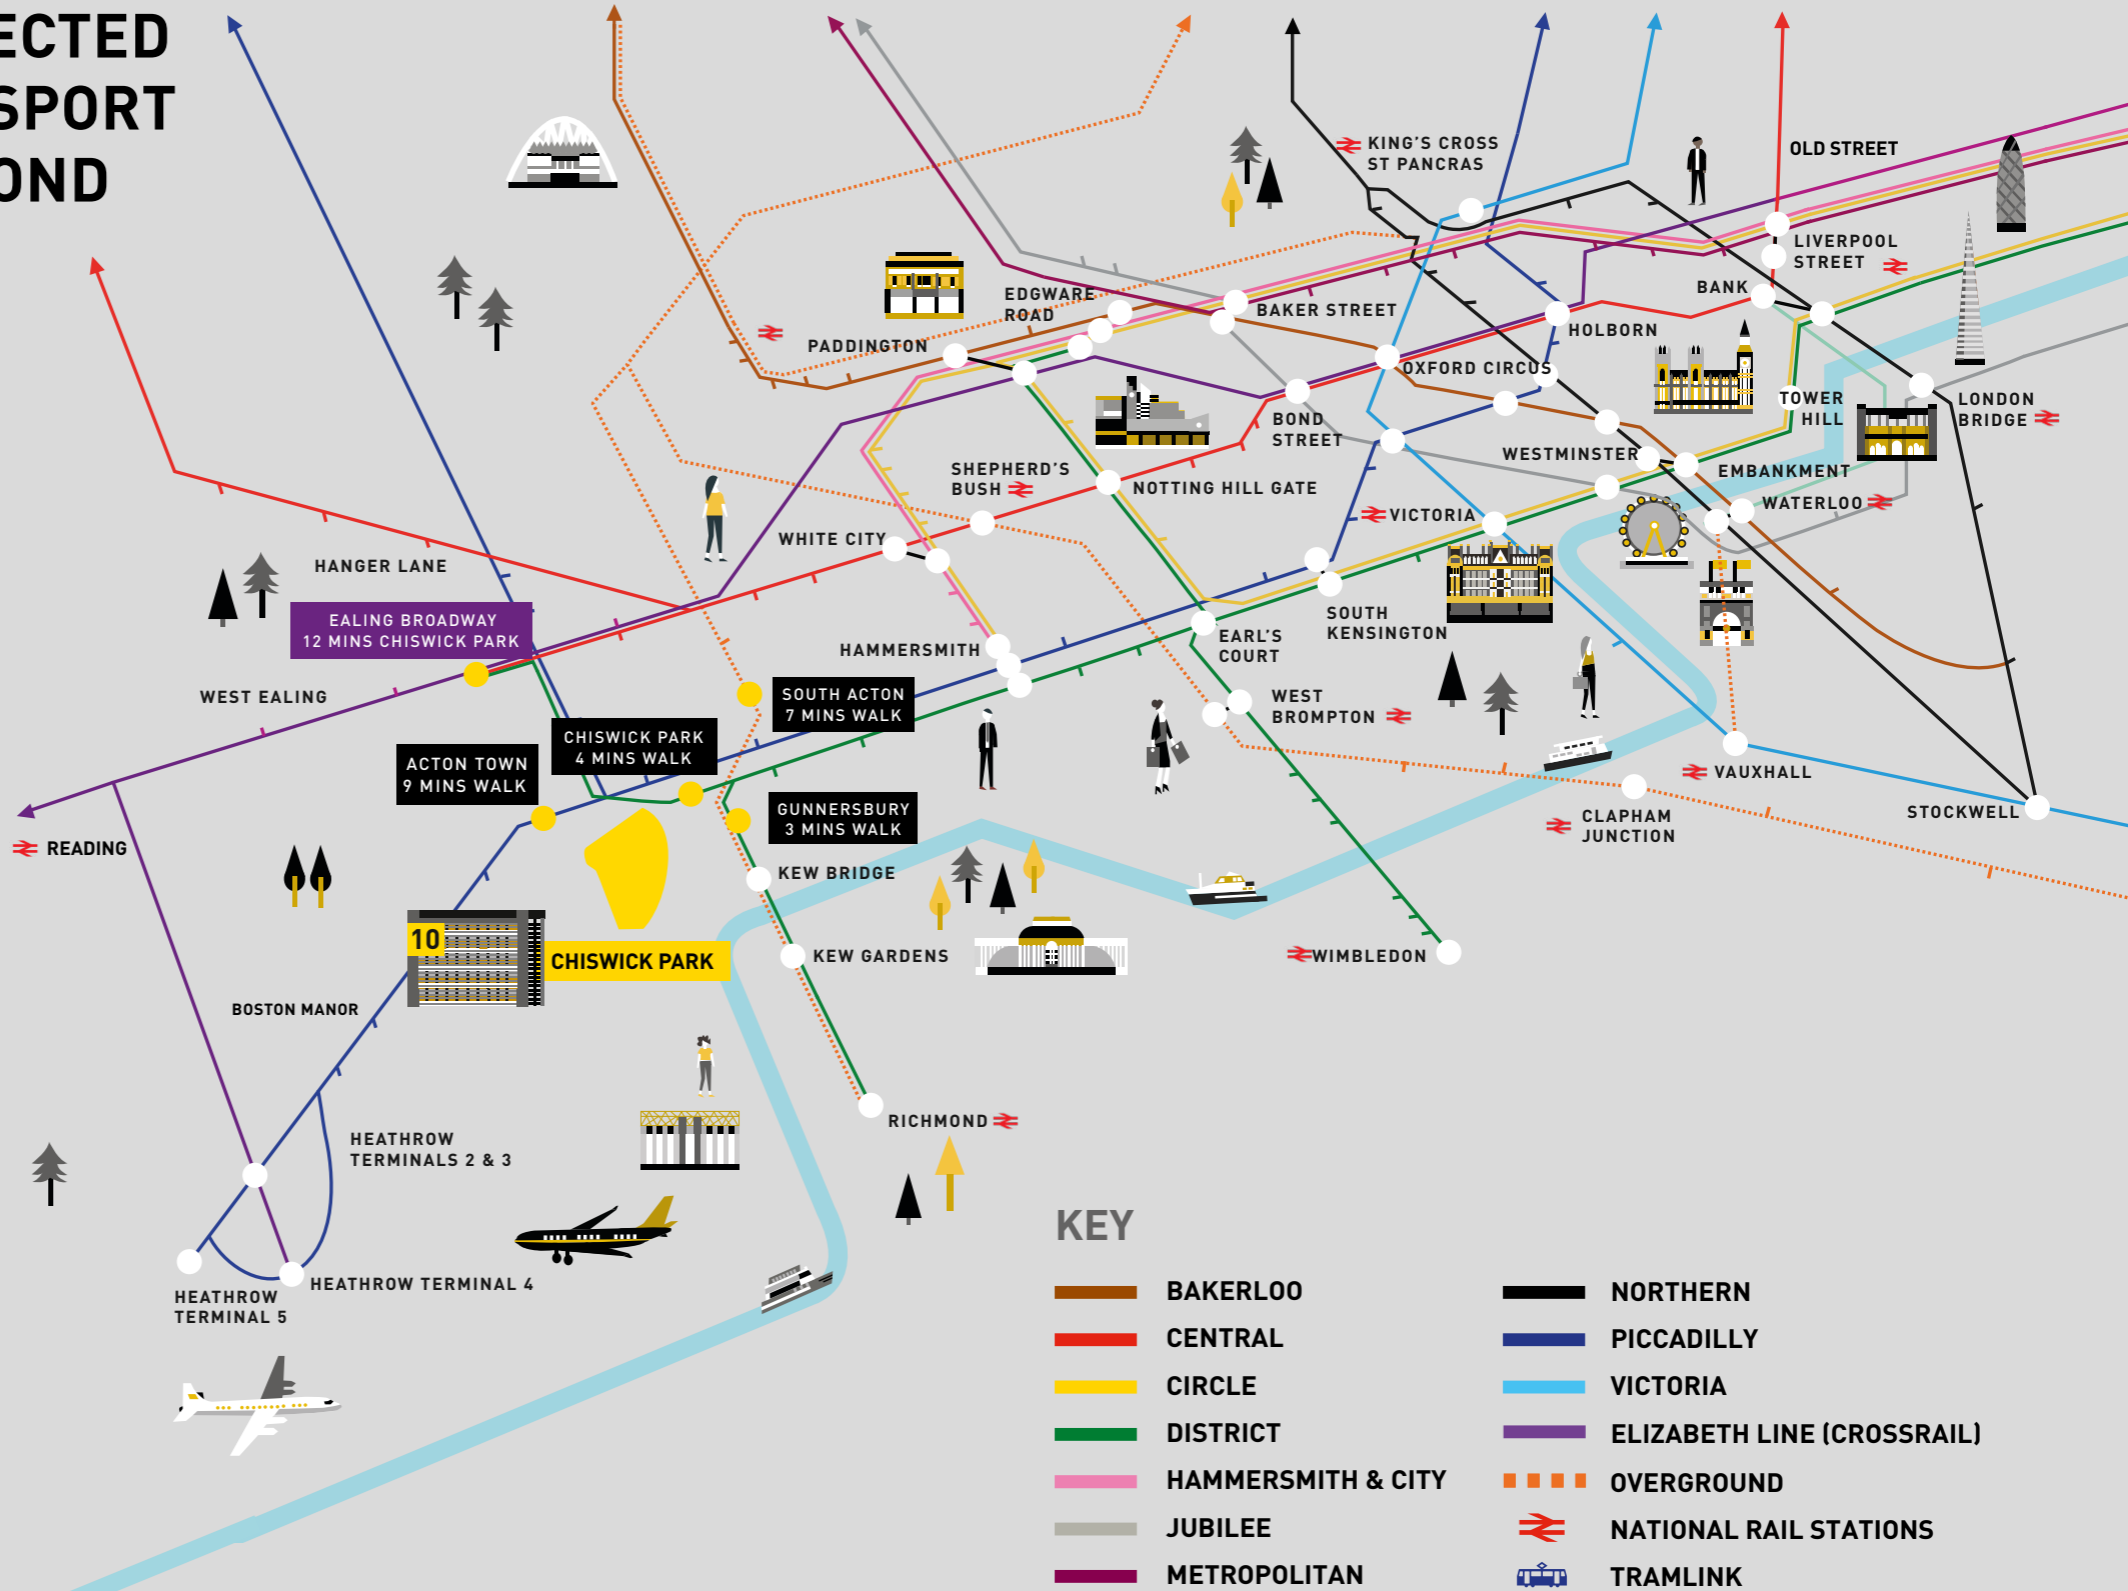 ECTED
SPORT
OND
KING'S CROSS
ST PANCRAS
OLD STREET
LIVERPOOL
STREET
BANK
EDGWARE
ROAD
BAKER STREET
HOLBORN
PADDINGTON
OXFORD CIRCUS
TOWER
HILL
LONDON
BRIDGE
BOND
STREET
WESTMINSTER
EMBANKMENT
SHEPHERD'S
BUSH
NOTTING HILL GATE
WATERLOO
VICTORIA
WHITE CITY
HANGER LANE
EALING BROADWAY
12 MINS CHISWICK PARK
SOUTH
KENSINGTON
HAMMERSMITH
EARL'S
COURT
WEST EALING
SOUTH ACTON
7 MINS WALK
WEST
BROMPTON
CHISWICK PARK
4 MINS WALK
ACTON TOWN
9 MINS WALK
VAUXHALL
GUNNERSBURY
3 MINS WALK
STOCKWELL
CLAPHAM
JUNCTION
READING
KEW BRIDGE
10
CHISWICK PARK
KEW GARDENS
WIMBLEDON
BOSTON MANOR
RICHMOND
HEATHROW
TERMINALS 2 & 3
HEATHROW TERMINAL 4
HEATHROW
TERMINAL 5
KEY
BAKERLOO
CENTRAL
CIRCLE
DISTRICT
HAMMERSMITH & CITY
JUBILEE
METROPOLITAN
NORTHERN
PICCADILLY
VICTORIA
ELIZABETH LINE (CROSSRAIL)
OVERGROUND
NATIONAL RAIL STATIONS
TRAMLINK